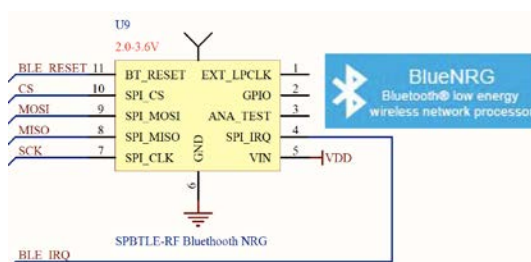 U9
2.0-3.6V
BLE_RESET 11 BT_RESET EXT_LPCLK 1
CS 10 SPI_CS GPIO 2
MOSI 9 SPI_MOSI ANA_TEST 3
MISO 8 SPI_MISO SPI_IRQ 4
SCK 7 SPI_CLK GND VIN 5 VDD
6
SPBTLE-RF Bluethooth NRG
BLE_IRQ
BlueNRG
Bluetooth® low energy
wireless network processor